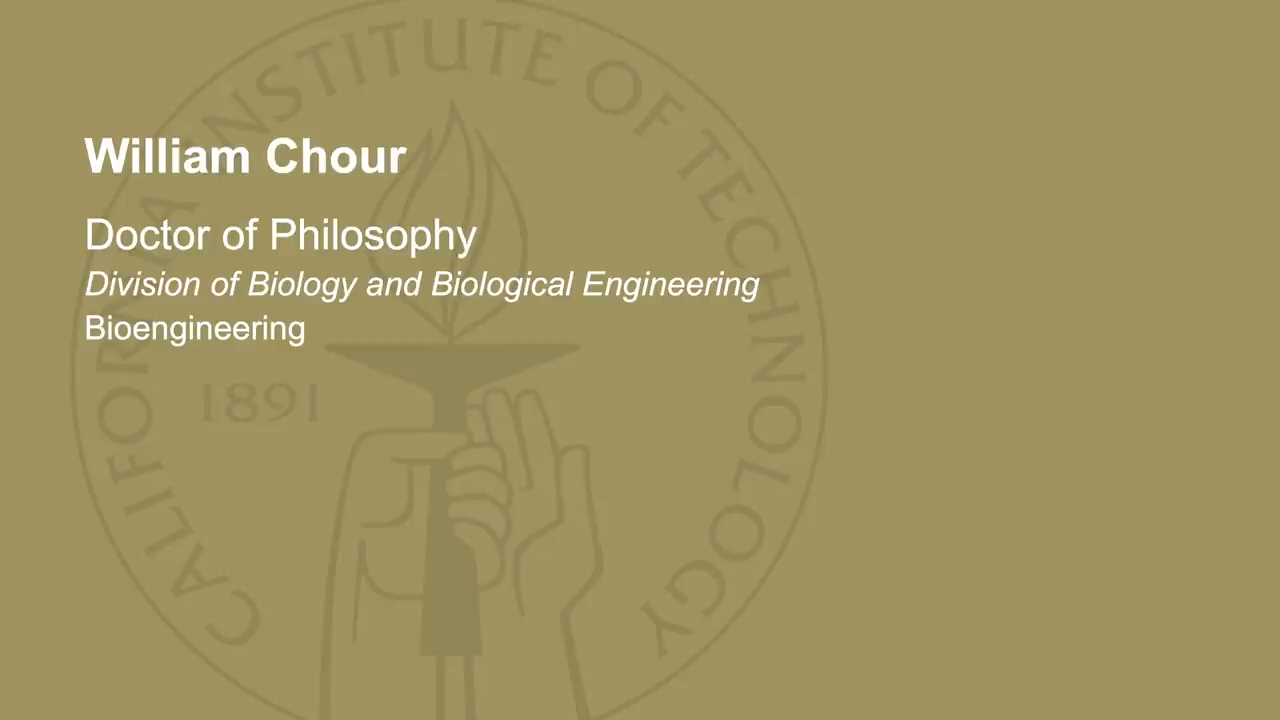 William Chour
Doctor of Philosophy
Division of Biology and Biological Engineering
Bioengineering
CALIFORNIA INSTITUTE OF TECHNOLOGY
1891